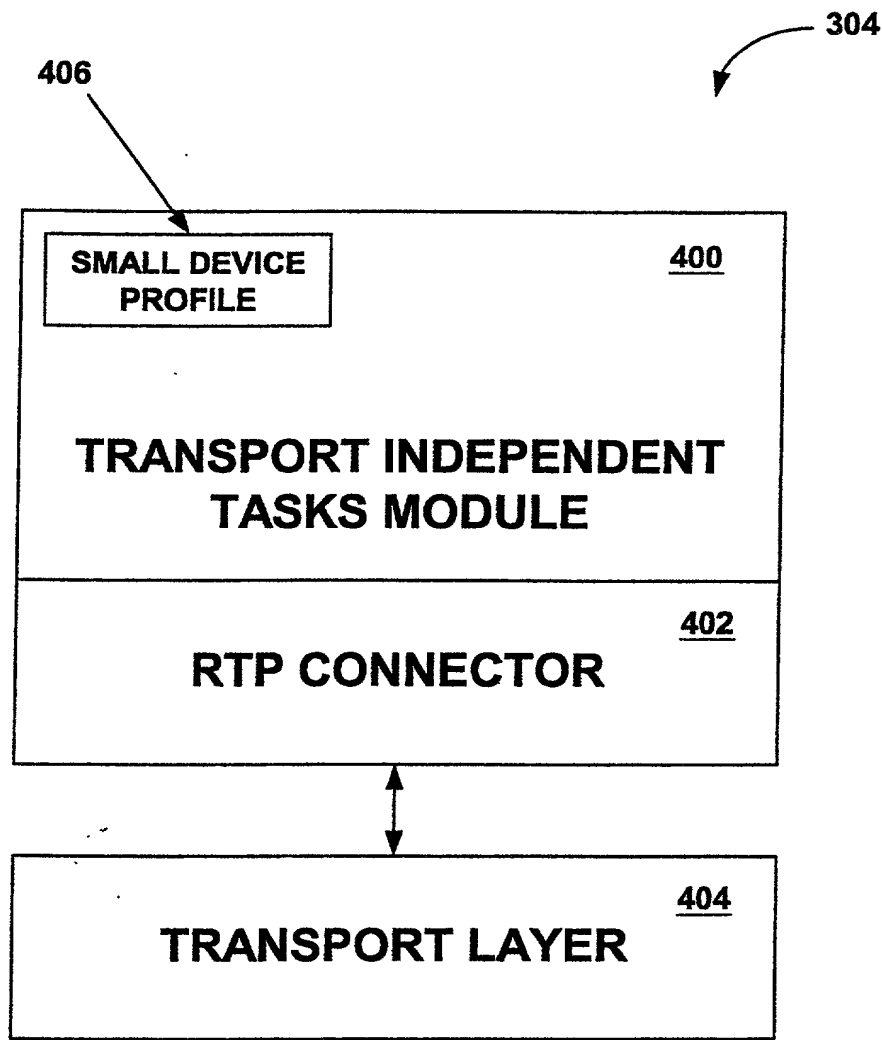 304
406
SMALL DEVICE
PROFILE
400
TRANSPORT INDEPENDENT
TASKS MODULE
402
RTP CONNECTOR
404
TRANSPORT LAYER